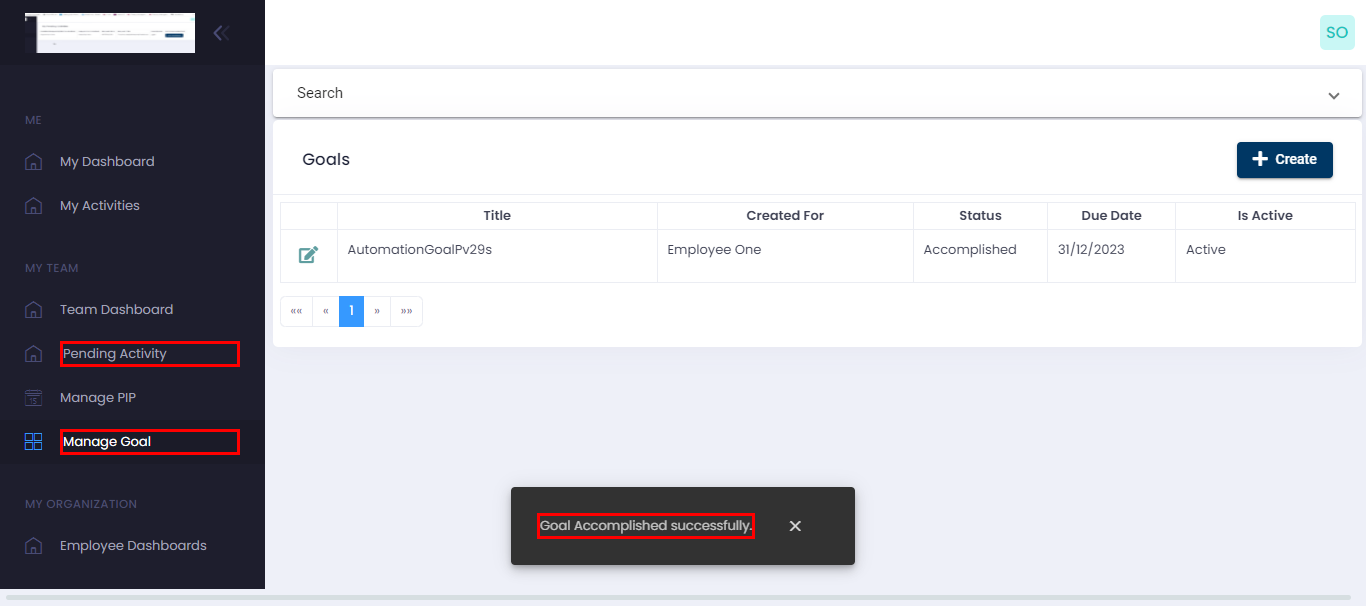 SO
ME
My Dashboard
My Activities
MY TEAM
Team Dashboard
Pending Activity
15
Manage PIP
Manage Goal
MY ORGANIZATION
Employee Dashboards
Search
Goals
Create
Title Created For Status Due Date Is Active
AutomationGoalPv29s Employee One Accomplished 31/12/2023 Active
«« « 1 » »»
Goal Accomplished successfully. ×